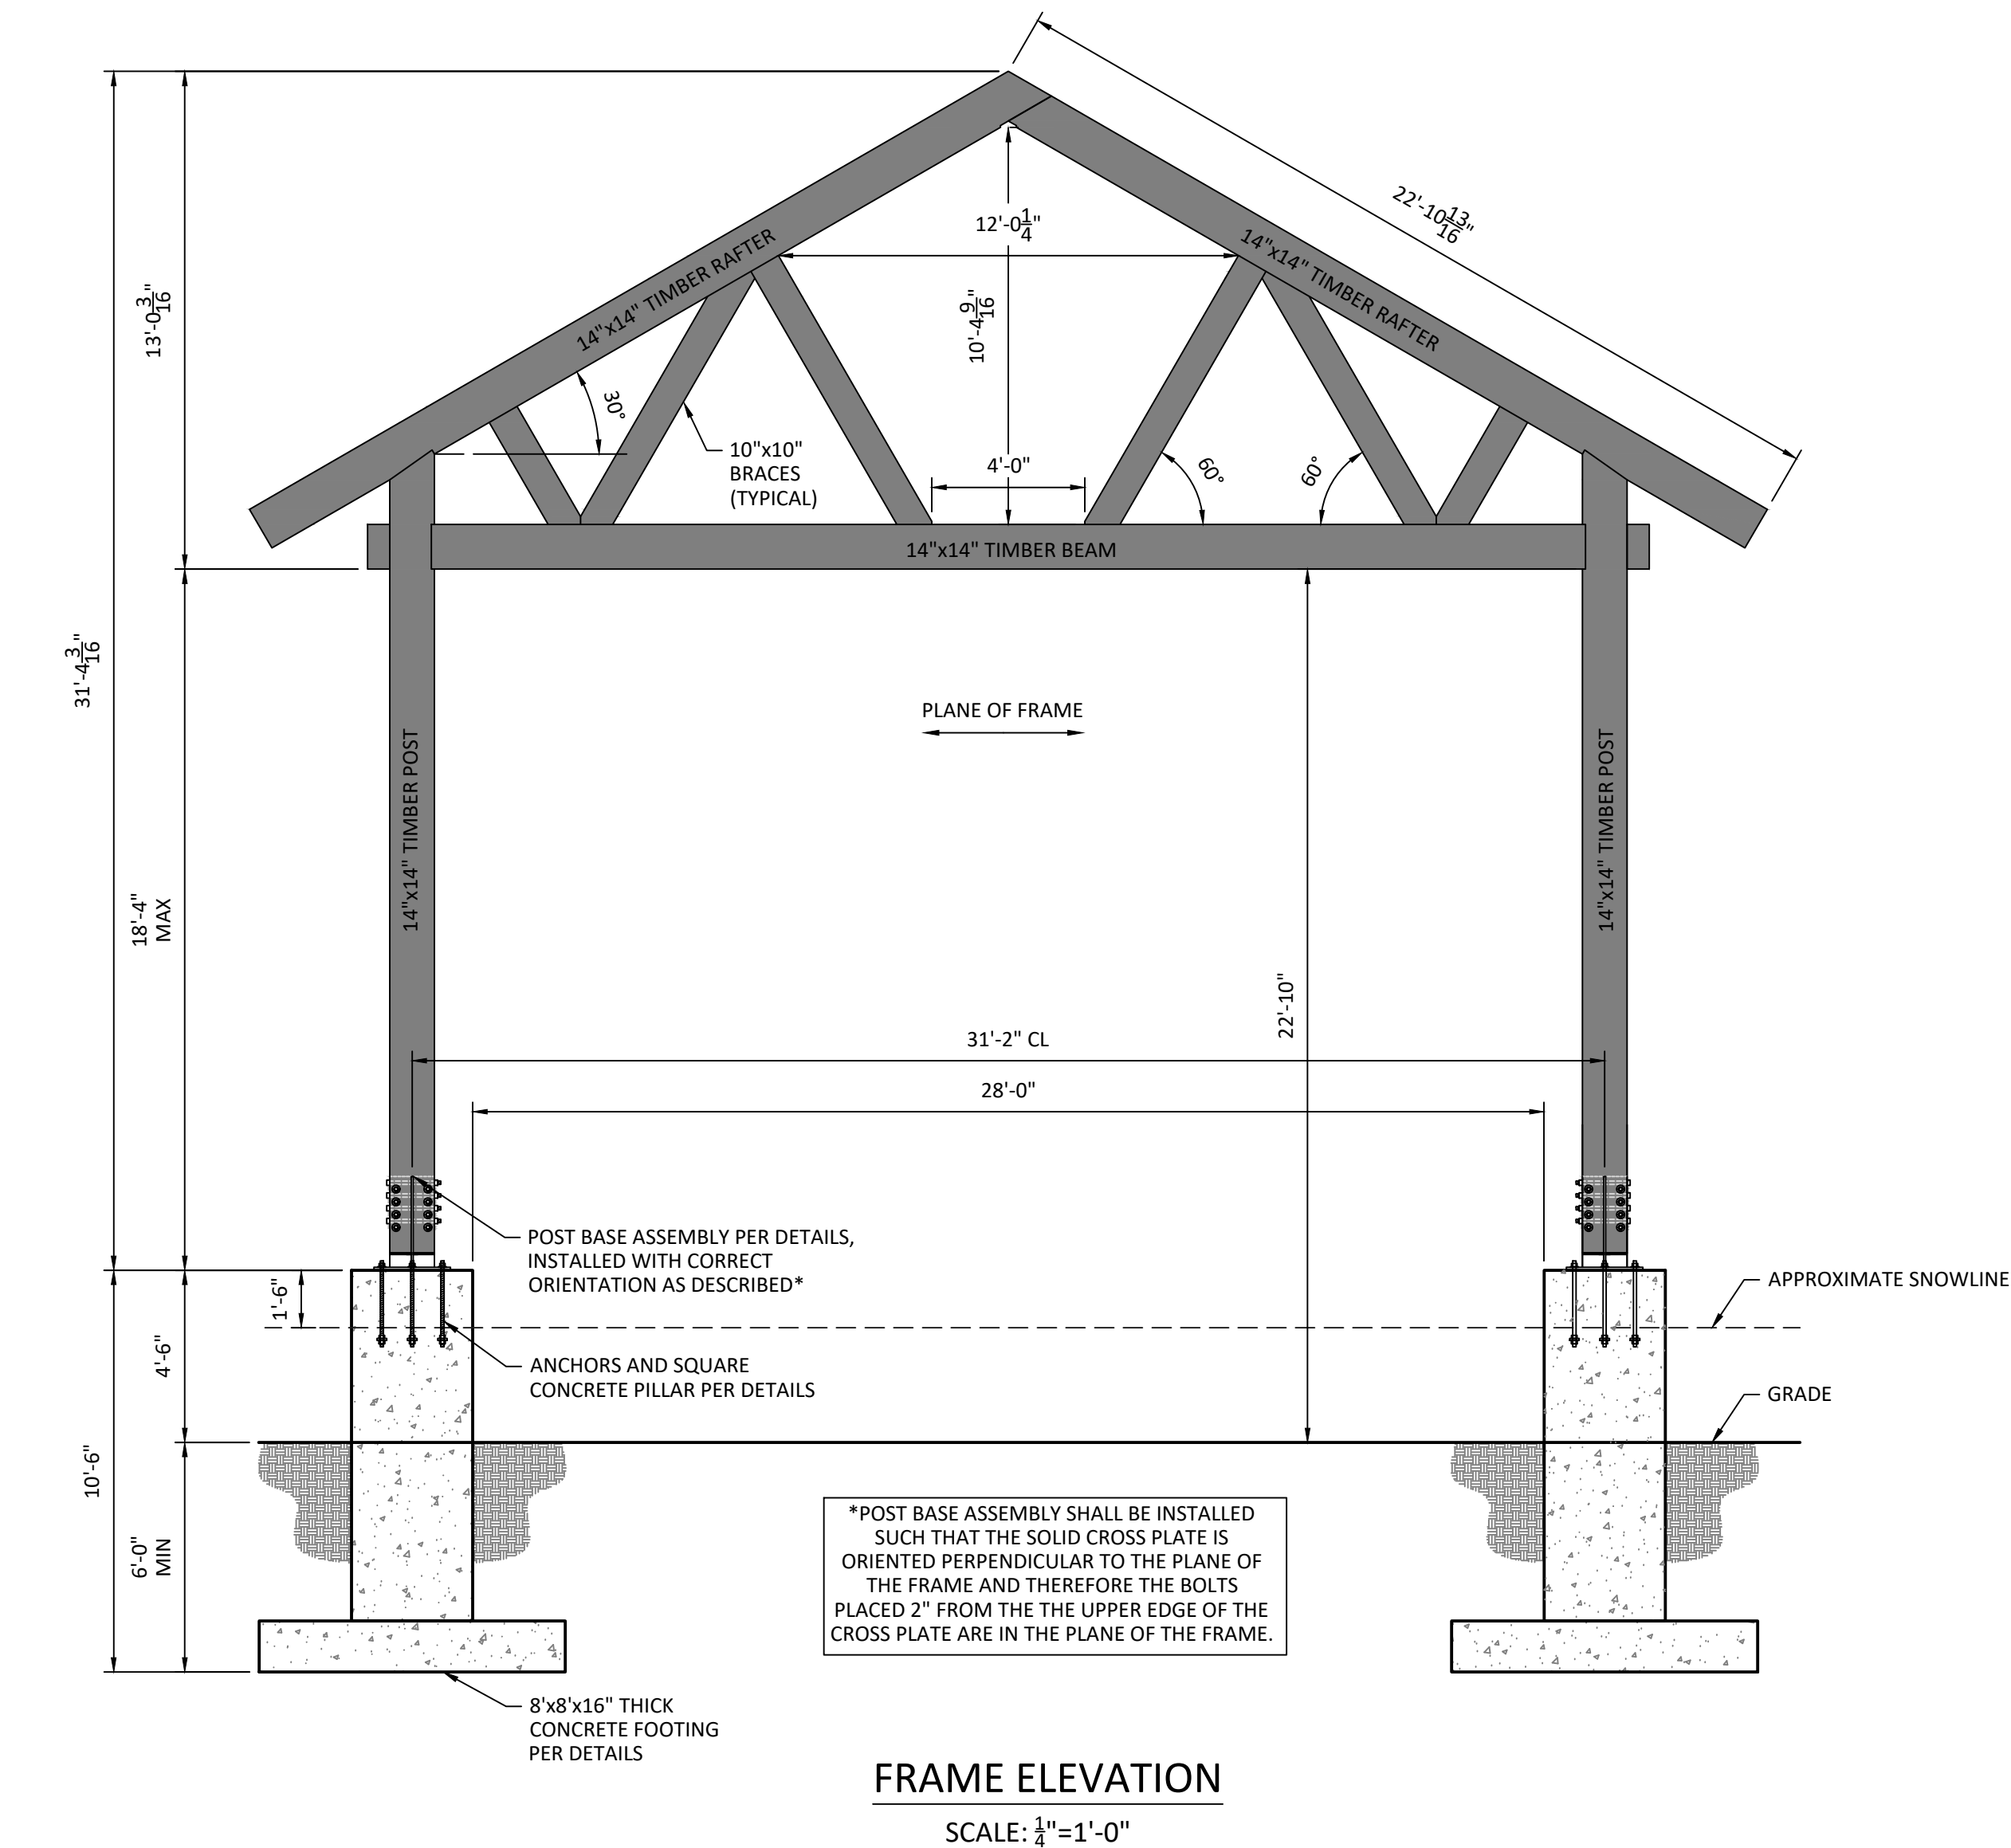 22'-10 13/16"
12'-0 1/4"
14"x14" TIMBER RAFTER
14"x14" TIMBER RAFTER
13'-0 3/16"
10'-4 9/16"
30°
10"x10"
BRACES
(TYPICAL)
4'-0"
60°
60°
14"x14" TIMBER BEAM
31'-4 3/16"
PLANE OF FRAME
14"x14" TIMBER POST
14"x14" TIMBER POST
18'-4"
MAX
22'-10"
31'-2" CL
28'-0"
POST BASE ASSEMBLY PER DETAILS,
INSTALLED WITH CORRECT
ORIENTATION AS DESCRIBED*
1'-6"
APPROXIMATE SNOWLINE
4'-6"
ANCHORS AND SQUARE
CONCRETE PILLAR PER DETAILS
GRADE
10'-6"
6'-0"
MIN
*POST BASE ASSEMBLY SHALL BE INSTALLED
SUCH THAT THE SOLID CROSS PLATE IS
ORIENTED PERPENDICULAR TO THE PLANE OF
THE FRAME AND THEREFORE THE BOLTS
PLACED 2" FROM THE THE UPPER EDGE OF THE
CROSS PLATE ARE IN THE PLANE OF THE FRAME.
8'x8'x16" THICK
CONCRETE FOOTING
PER DETAILS
FRAME ELEVATION
SCALE: 1/4"=1'-0"